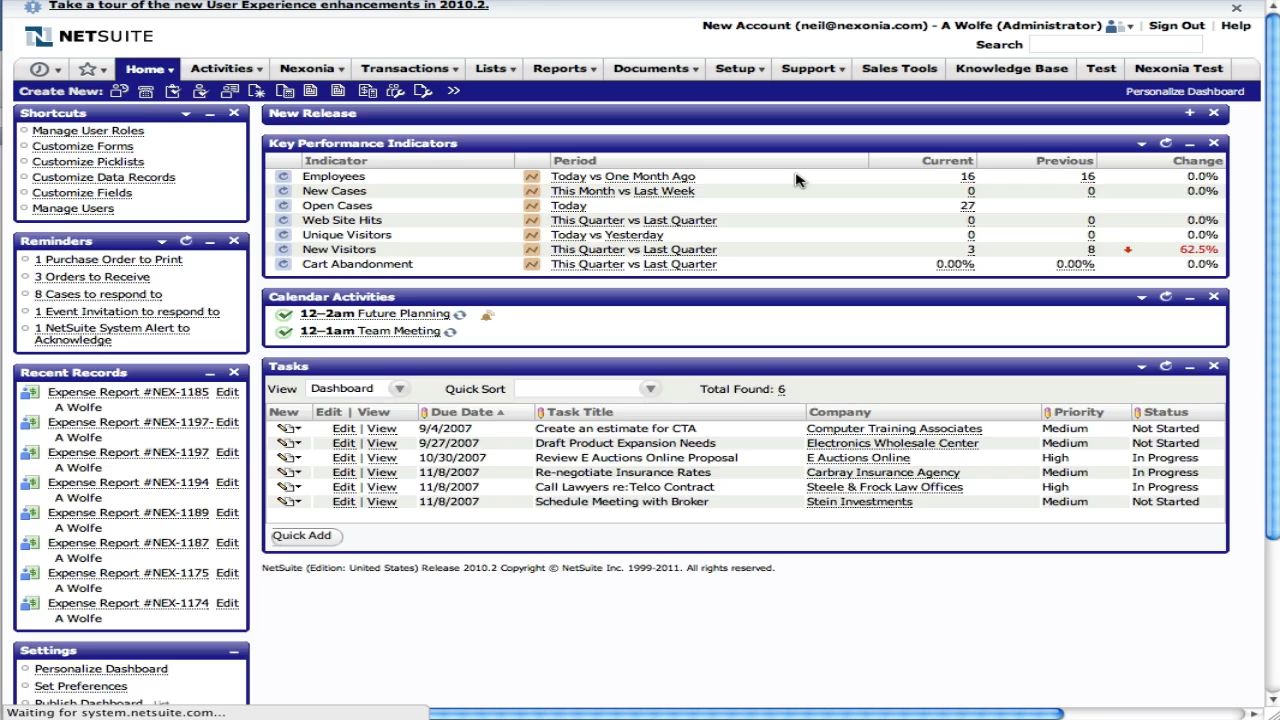 Take a tour of the new User Experience enhancements in 2010.2.
New Account (neil@nexonia.com) - A Wolfe (Administrator) | Sign Out | Help
NETSUITE
Search
Home Activities Nexonia Transactions Lists Reports Documents Setup Support Sales Tools Knowledge Base Test Nexonia Test
Create New: Personalize Dashboard
Shortcuts
Manage User Roles
Customize Forms
Customize Picklists
Customize Data Records
Customize Fields
Manage Users
Reminders
1 Purchase Order to Print
3 Orders to Receive
8 Cases to respond to
1 Event Invitation to respond to
1 NetSuite System Alert to
Acknowledge
Recent Records
Expense Report #NEX-1185 Edit
A Wolfe
Expense Report #NEX-1197- Edit
A Wolfe
Expense Report #NEX-1197 Edit
A Wolfe
Expense Report #NEX-1194 Edit
A Wolfe
Expense Report #NEX-1189 Edit
A Wolfe
Expense Report #NEX-1187 Edit
A Wolfe
Expense Report #NEX-1175 Edit
A Wolfe
Expense Report #NEX-1174 Edit
A Wolfe
Settings
Personalize Dashboard
Set Preferences
Publish Dashboard List
New Release
Key Performance Indicators
Indicator Period Current Previous Change
Employees Today vs One Month Ago 16 16 0.0%
New Cases This Month vs Last Week 0 0 0.0%
Open Cases Today 27
Web Site Hits This Quarter vs Last Quarter 0 0 0.0%
Unique Visitors Today vs Yesterday 0 0 0.0%
New Visitors This Quarter vs Last Quarter 3 8 62.5%
Cart Abandonment This Quarter vs Last Quarter 0.00% 0.00% 0.0%
Calendar Activities
12–2am Future Planning
12–1am Team Meeting
Tasks
View Dashboard Quick Sort Total Found: 6
New Edit | View Due Date Task Title Company Priority Status
Edit | View 9/4/2007 Create an estimate for CTA Computer Training Associates Medium Not Started
Edit | View 9/27/2007 Draft Product Expansion Needs Electronics Wholesale Center Medium Not Started
Edit | View 10/30/2007 Review E Auctions Online Proposal E Auctions Online High In Progress
Edit | View 11/8/2007 Re-negotiate Insurance Rates Carbray Insurance Agency Medium In Progress
Edit | View 11/8/2007 Call Lawyers re:Telco Contract Steele & Frock Law Offices High In Progress
Edit | View 11/8/2007 Schedule Meeting with Broker Stein Investments Medium Not Started
Quick Add
NetSuite (Edition: United States) Release 2010.2 Copyright © NetSuite Inc. 1999-2011. All rights reserved.
Waiting for system.netsuite.com...